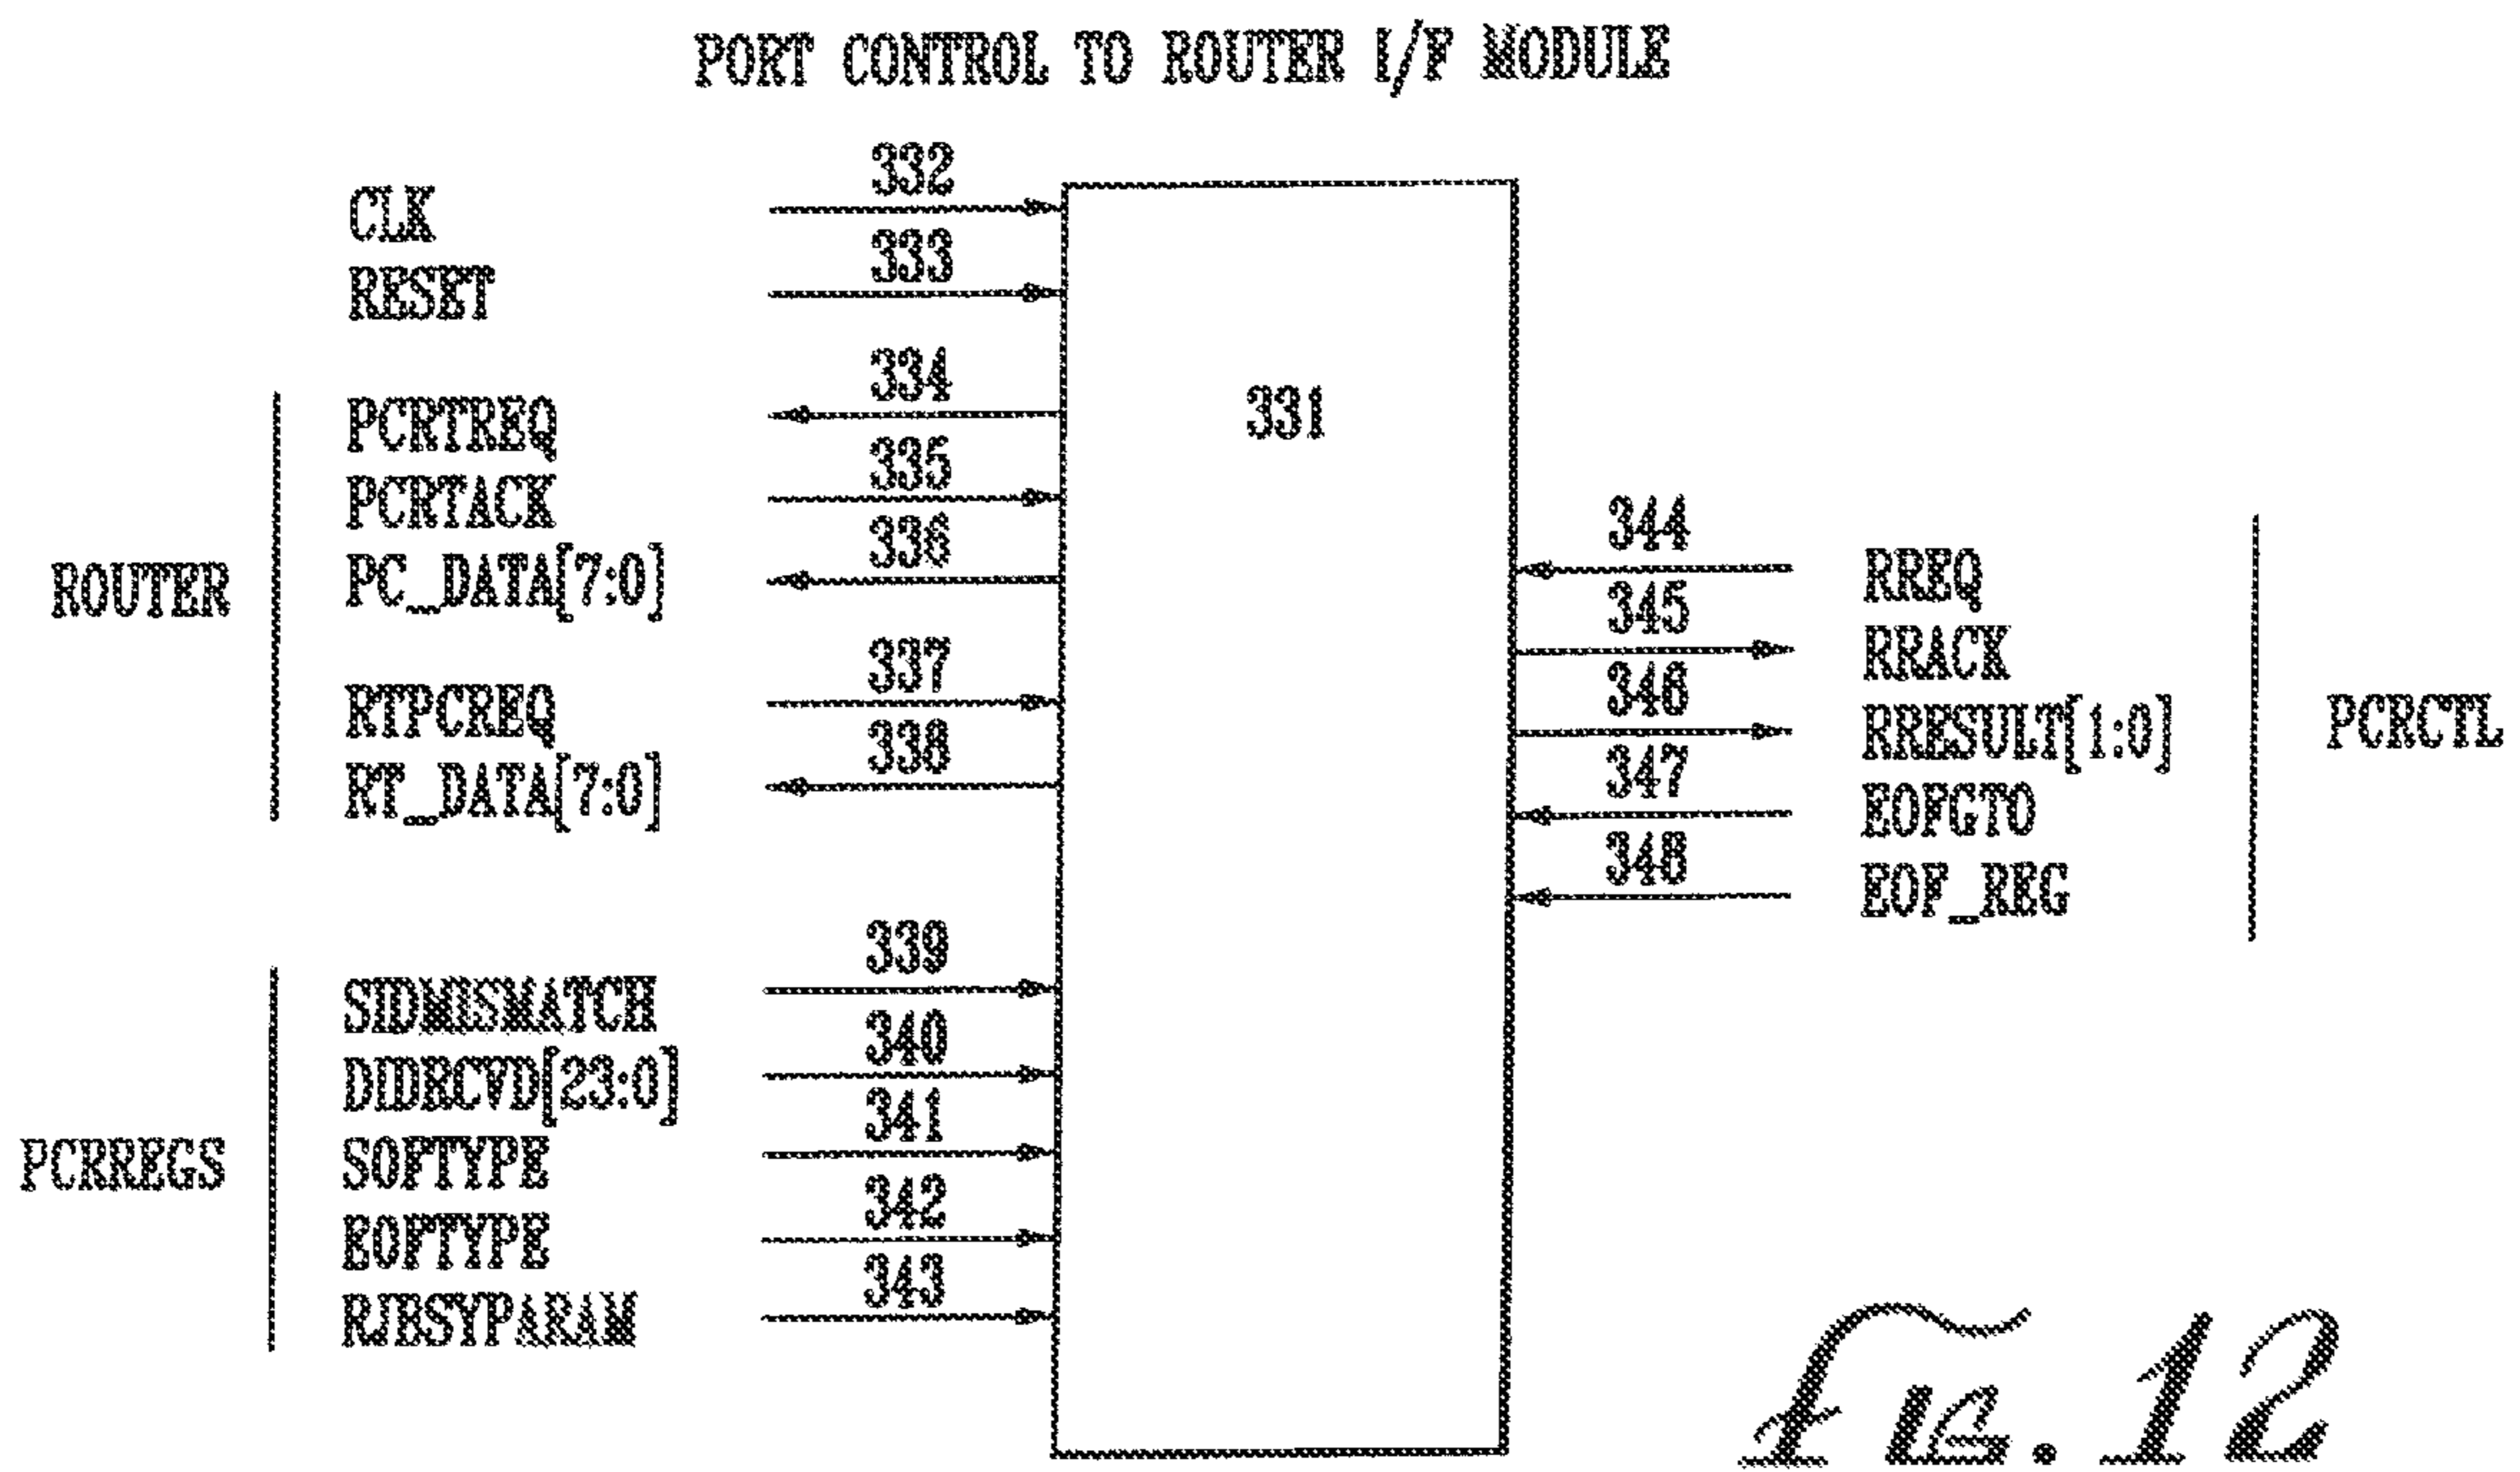 PORT CONTROL TO ROUTER I/F MODULE
CLK 332
RESET 333
334
PCRTREQ
335
PCRTACK
336
PC_DATA[7:0]
ROUTER
337
RTPCREQ
338
RT_DATA[7:0]
331
344
RREQ
345
RRACK
346
RRESULT[1:0]
347
EOFGTO
348
EOF_REG
PCRCTL
339
SIDMISMATCH
340
DIDRCVD[23:0]
341
SOFTYPE
342
EOFTYPE
343
RJBSYPARAM
PCRREGS
FIG. 12